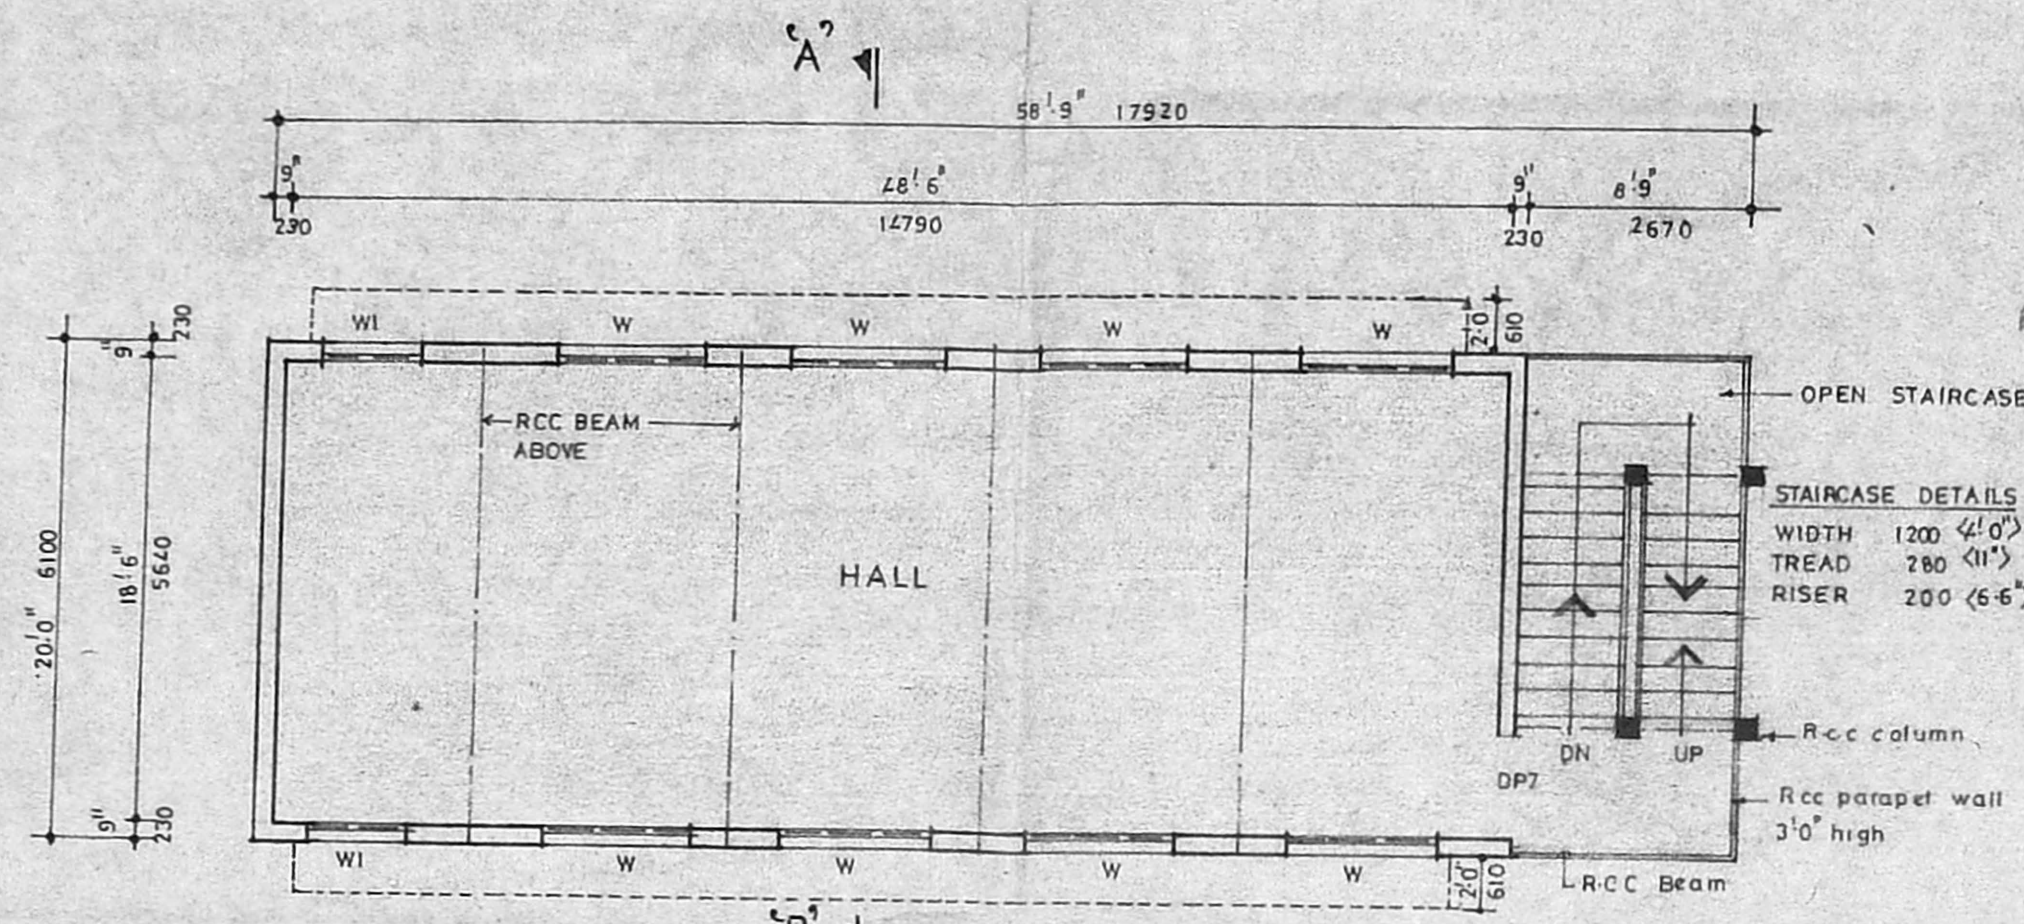 “A”
58'-9" 17920
9"
48'-6"
9"
8'-9"
230
14790
230
2670
W1 W W W W
2'-0"
610
230
9"
RCC BEAM
ABOVE
OPEN STAIRCASE
STAIRCASE DETAILS
WIDTH 1200 <4'-0">
TREAD 280 <11">
RISER 200 <6-6"
20'-0" 6100
18'-6"
5640
HALL
DN
UP
DP7
Rcc column
Rcc parapet wall
3'0" high
9"
230
W1 W W W W
2'-0"
610
R.C.C Beam